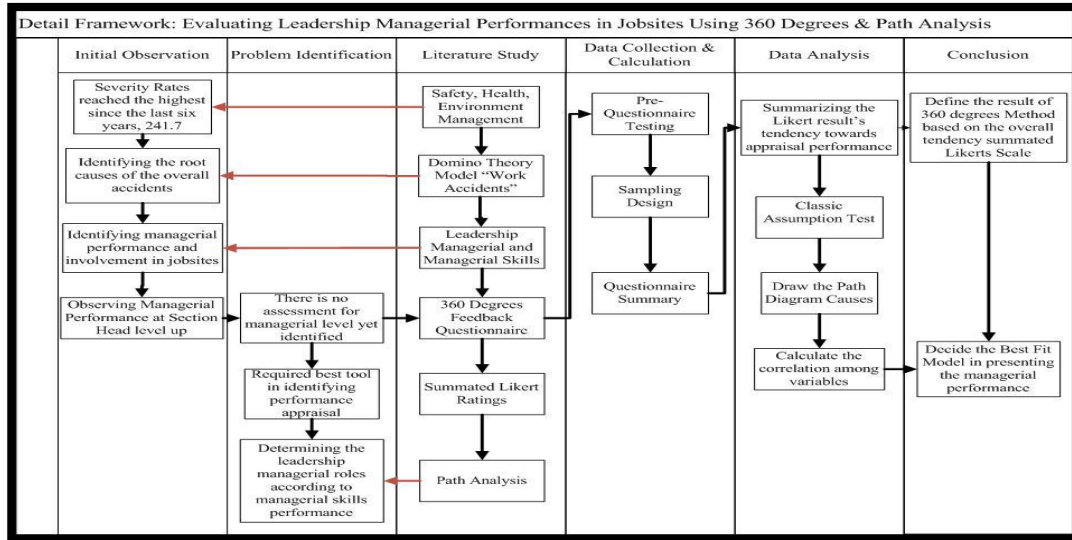 Detail Framework: Evaluating Leadership Managerial Performances in Jobsites Using 360 Degrees & Path Analysis
Initial Observation
Severity Rates
reached the highest
since the last six
years, 241.7
Identifying the root
causes of the overall
accidents
Identifying managerial
performance and
involvement in jobsites
Observing Managerial
Performance at Section
Head level up
Problem Identification
There is no
assessment for
managerial level yet
identified
Required best tool
in identifying
performance
appraisal
Determining the
leadership
managerial roles
according to
managerial skills
performance
Literature Study
Safety, Health,
Environment
Management
Domino Theory
Model “Work
Accidents”
Leadership
Managerial and
Managerial Skills
360 Degrees
Feedback
Questionnaire
Summated Likert
Ratings
Path Analysis
Data Collection &
Calculation
Pre-
Questionnaire
Testing
Sampling
Design
Questionnaire
Summary
Data Analysis
Summarizing the
Likert result’s
tendency towards
appraisal performance
Classic
Assumption Test
Draw the Path
Diagram Causes
Calculate the
correlation among
variables
Conclusion
Define the result of
360 degrees Method
based on the overall
tendency summated
Likerts Scale
Decide the Best Fit
Model in presenting
the managerial
performance